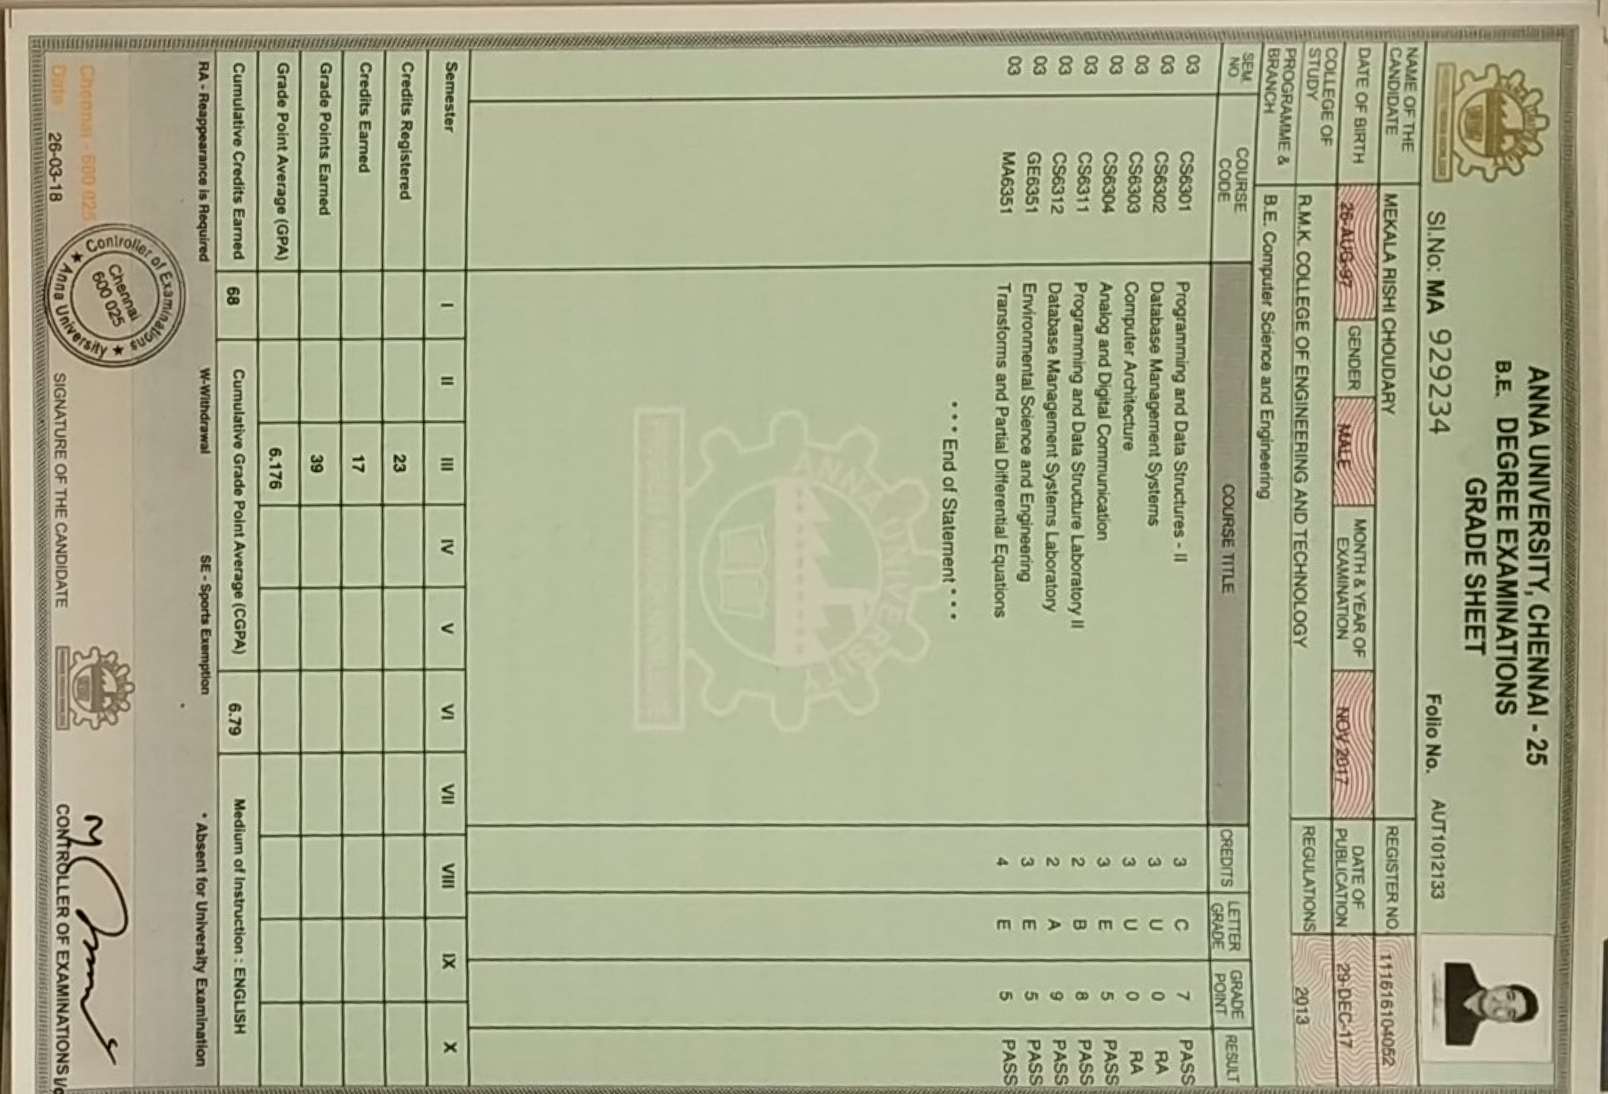 ANNA UNIVERSITY, CHENNAI - 25
B.E. DEGREE EXAMINATIONS
GRADE SHEET
Sl.No: MA 9292234 Folio No. AUT1012133
NAME OF THE CANDIDATE MEKALA RISHI CHOUDARY REGISTER NO. 111616104052
DATE OF BIRTH 26-AUG-97 GENDER MALE MONTH & YEAR OF EXAMINATION NOV 2017 DATE OF PUBLICATION 29-DEC-17
COLLEGE OF STUDY R.M.K. COLLEGE OF ENGINEERING AND TECHNOLOGY REGULATIONS 2013
PROGRAMME & BRANCH B.E. Computer Science and Engineering
SEM. NO. COURSE CODE COURSE TITLE CREDITS LETTER GRADE GRADE POINT RESULT
03 CS6301 Programming and Data Structures - II 3 C 7 PASS
03 CS6302 Database Management Systems 3 U 0 RA
03 CS6303 Computer Architecture 3 U 0 RA
03 CS6304 Analog and Digital Communication 3 E 5 PASS
03 CS6311 Programming and Data Structure Laboratory II 2 B 8 PASS
03 CS6312 Database Management Systems Laboratory 2 A 9 PASS
03 GE6351 Environmental Science and Engineering 3 E 5 PASS
03 MA6351 Transforms and Partial Differential Equations 4 E 5 PASS
* * * End of Statement * * *
ANNA UNIVERSITY
Semester I II III IV V VI VII VIII IX X
Credits Registered 23
Credits Earned 17
Grade Points Earned 39
Grade Point Average (GPA) 6.176
Cumulative Credits Earned 68 Cumulative Grade Point Average (CGPA) 6.79 Medium of Instruction : ENGLISH
RA - Reappearance is Required W-Withdrawal SE - Sports Exemption * Absent for University Examination
Chennai - 600 025
Date 26-03-18
Controller of Examinations
Chennai
600 025
Anna University
SIGNATURE OF THE CANDIDATE CONTROLLER OF EXAMINATIONS I/c